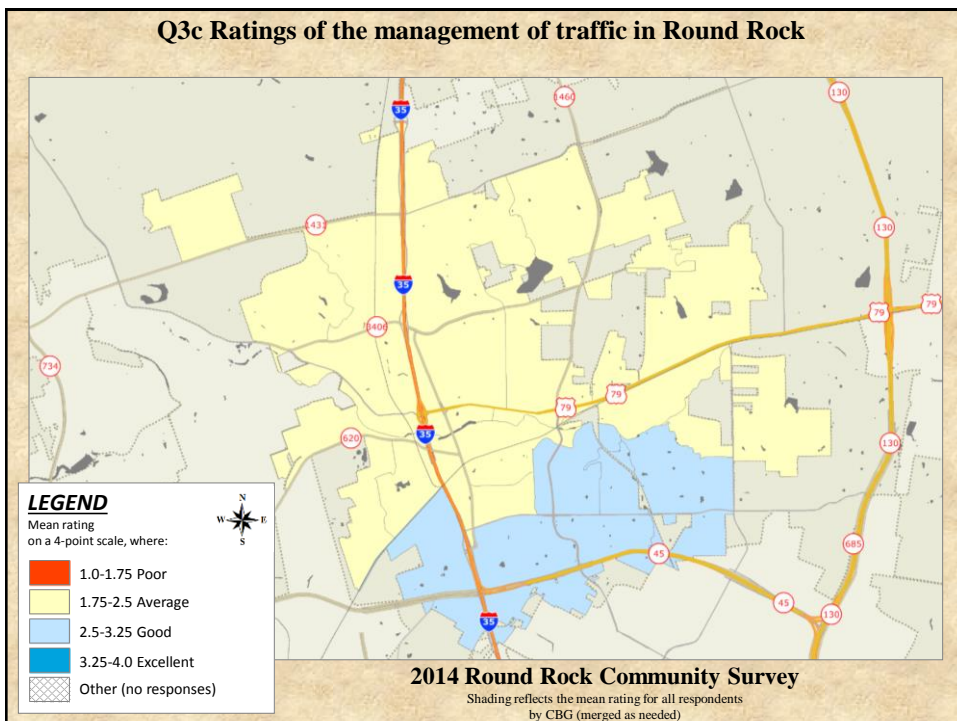 Q3c Ratings of the management of traffic in Round Rock
35
1460
130
1431
130
35
79
79
3406
734
79
79
35
620
130
LEGEND
Mean rating
on a 4-point scale, where:
N
W E
S
1.0-1.75 Poor
1.75-2.5 Average
2.5-3.25 Good
3.25-4.0 Excellent
Other (no responses)
685
45
45
130
35
2014 Round Rock Community Survey
Shading reflects the mean rating for all respondents
by CBG (merged as needed)